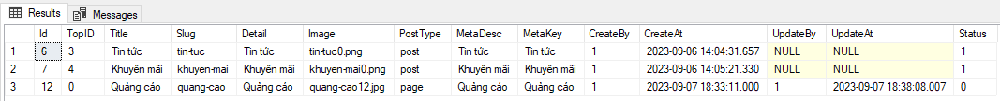 Results Messages
Id TopID Title Slug Detail Image PostType MetaDesc MetaKey CreateBy CreateAt UpdateBy UpdateAt Status
1 6 3 Tin tức tin-tuc Tin tức tin-tuc0.png post Tin tức Tin tức 1 2023-09-06 14:04:31.657 NULL NULL 1
2 7 4 Khuyến mãi khuyen-mai Khuyến mãi khuyen-mai0.png post Khuyến mãi Khuyến mãi 1 2023-09-06 14:05:21.330 NULL NULL 1
3 12 0 Quảng cáo quang-cao Quảng cáo quang-cao12.jpg page Quảng cáo Quảng cáo 1 2023-09-07 18:33:11.000 1 2023-09-07 18:38:08.007 0